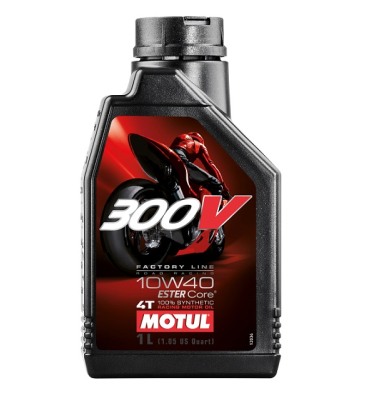 300V
FACTORY LINE
ROAD RACING
10W40
ESTER Core®
4T 100% SYNTHETIC
RACING MOTOR OIL
MOTUL
1L (1.05 US Quart)